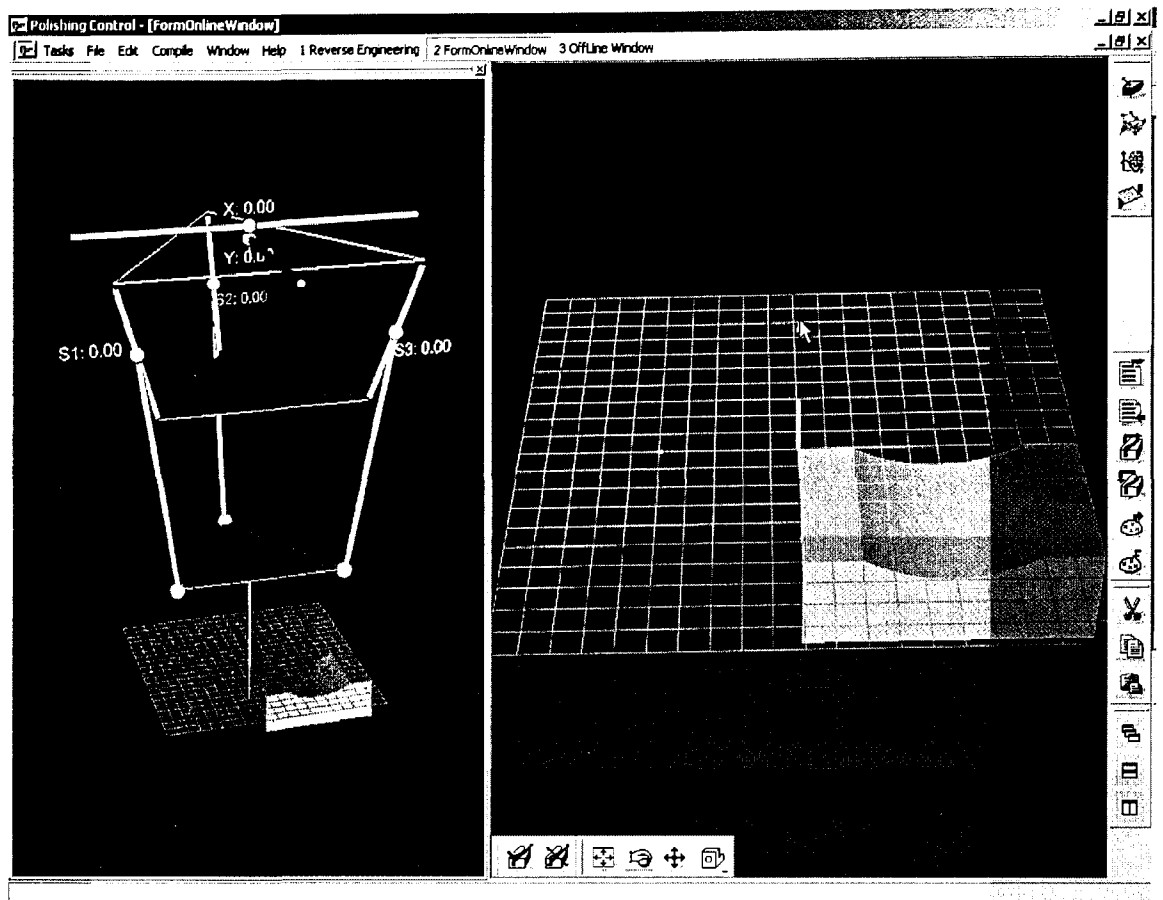 Polishing Control - [FormOnlineWindow]
Tasks File Edit Compile Window Help 1 Reverse Engineering 2 FormOnlineWindow 3 OffLine Window
X: 0.00
S2: 0.00
S1: 0.00
S3: 0.00